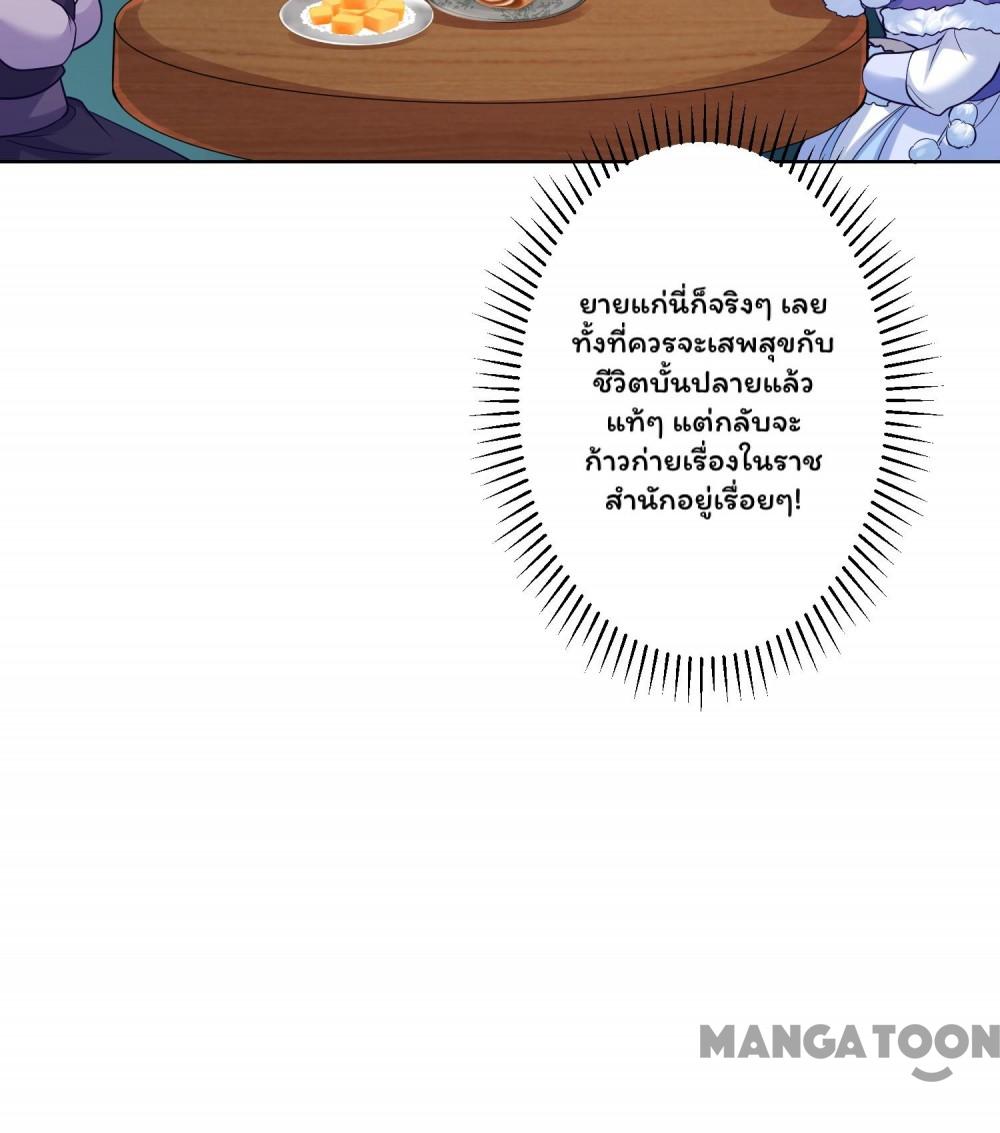 ยายแก่นี่ก็จริงๆ เลย
ทั้งที่ควรจะเสพสุขกับ
ชีวิตบั้นปลายแล้ว
แท้ๆ แต่กลับจะ
ก้าวก่ายเรื่องในราช
สำนักอยู่เรื่อยๆ!
MANGATOON